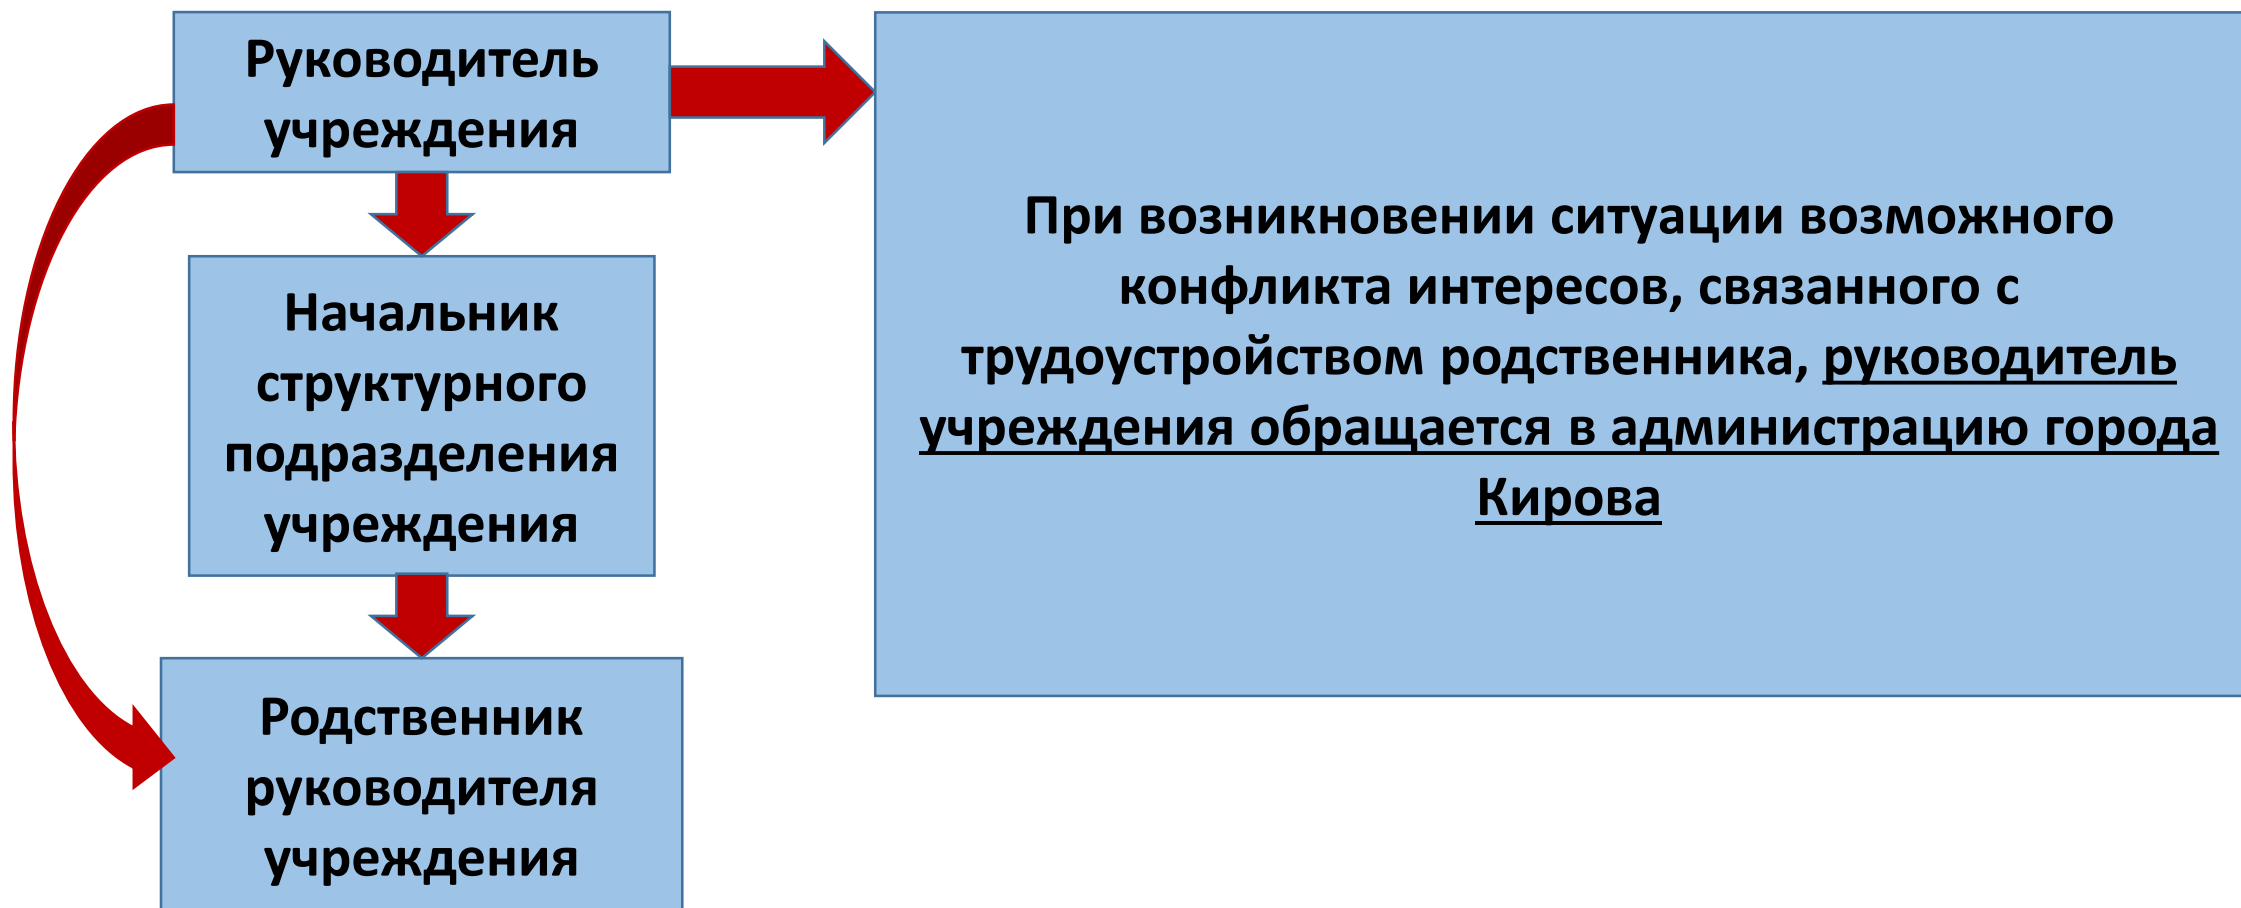 Руководитель
учреждения
Начальник
структурного
подразделения
учреждения
Родственник
руководителя
учреждения
При возникновении ситуации возможного
конфликта интересов, связанного с
трудоустройством родственника, руководитель
учреждения обращается в администрацию города
Кирова